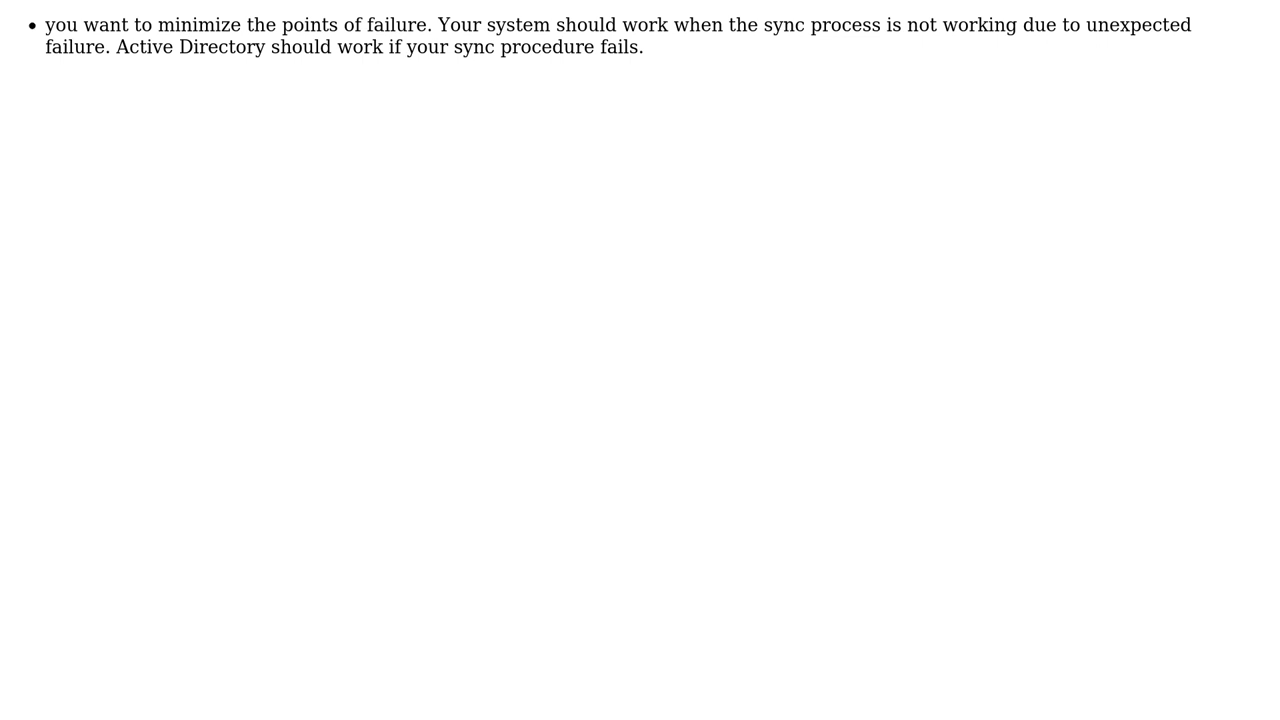 • you want to minimize the points of failure. Your system should work when the sync process is not working due to unexpected
failure. Active Directory should work if your sync procedure fails.